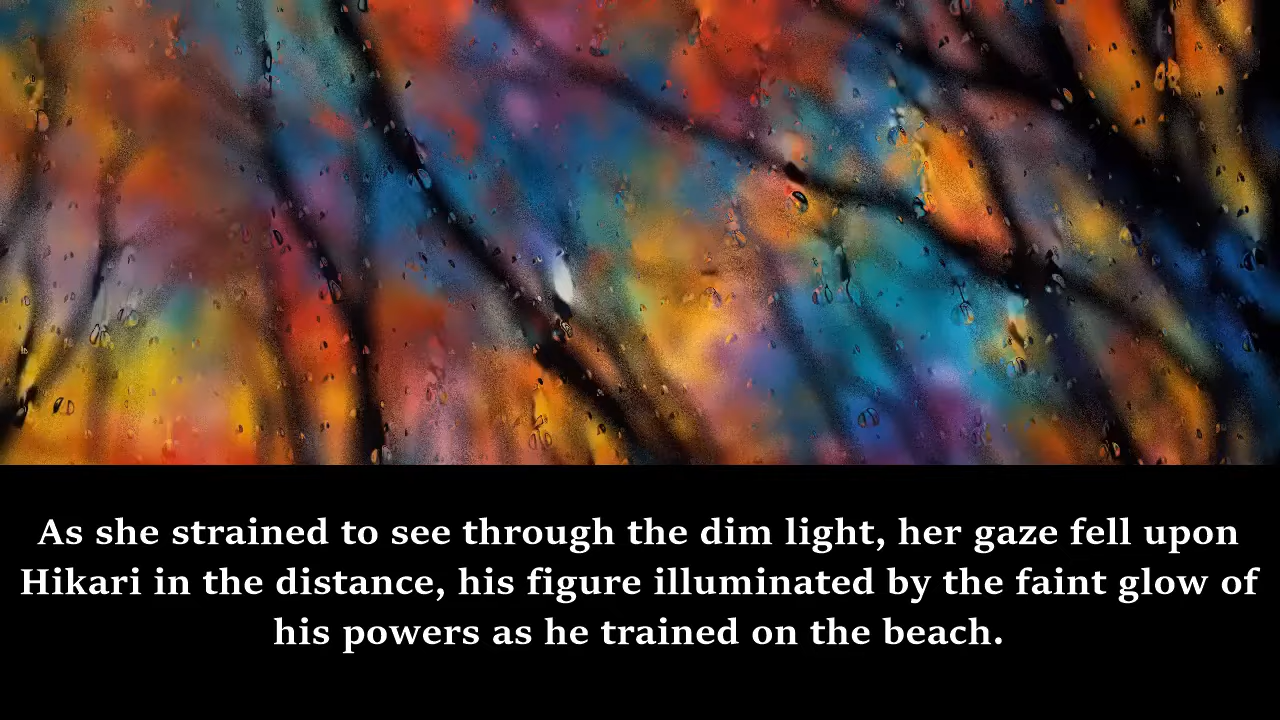 As she strained to see through the dim light, her gaze fell upon
Hikari in the distance, his figure illuminated by the faint glow of
his powers as he trained on the beach.